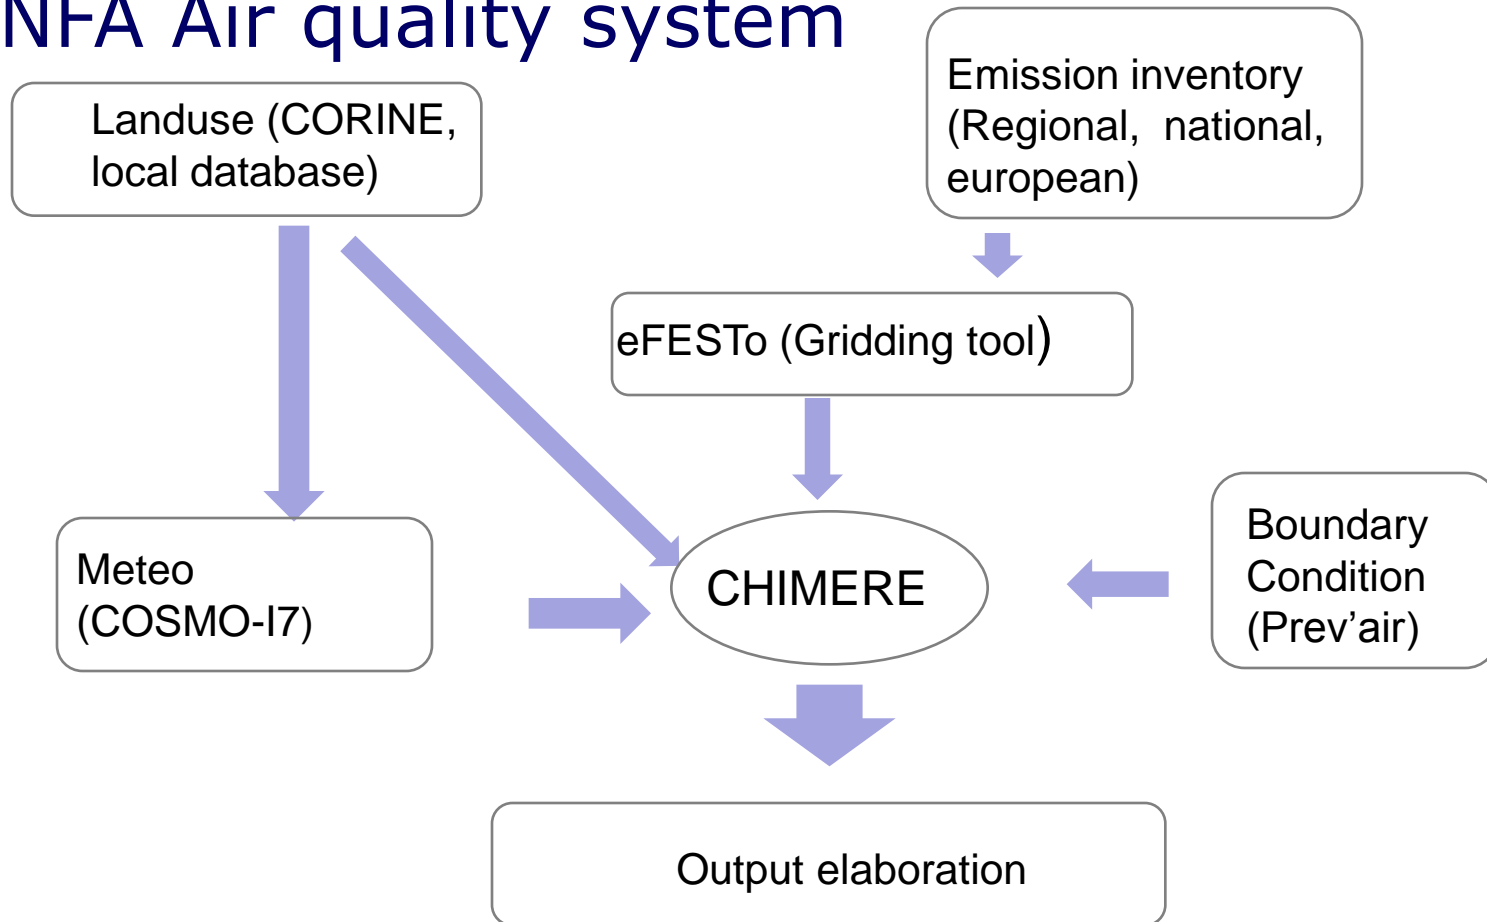 NFA Air quality system
Landuse (CORINE,
local database)
Emission inventory
(Regional, national,
european)
eFESTo (Gridding tool)
Meteo
(COSMO-I7)
CHIMERE
Boundary
Condition
(Prev’air)
Output elaboration